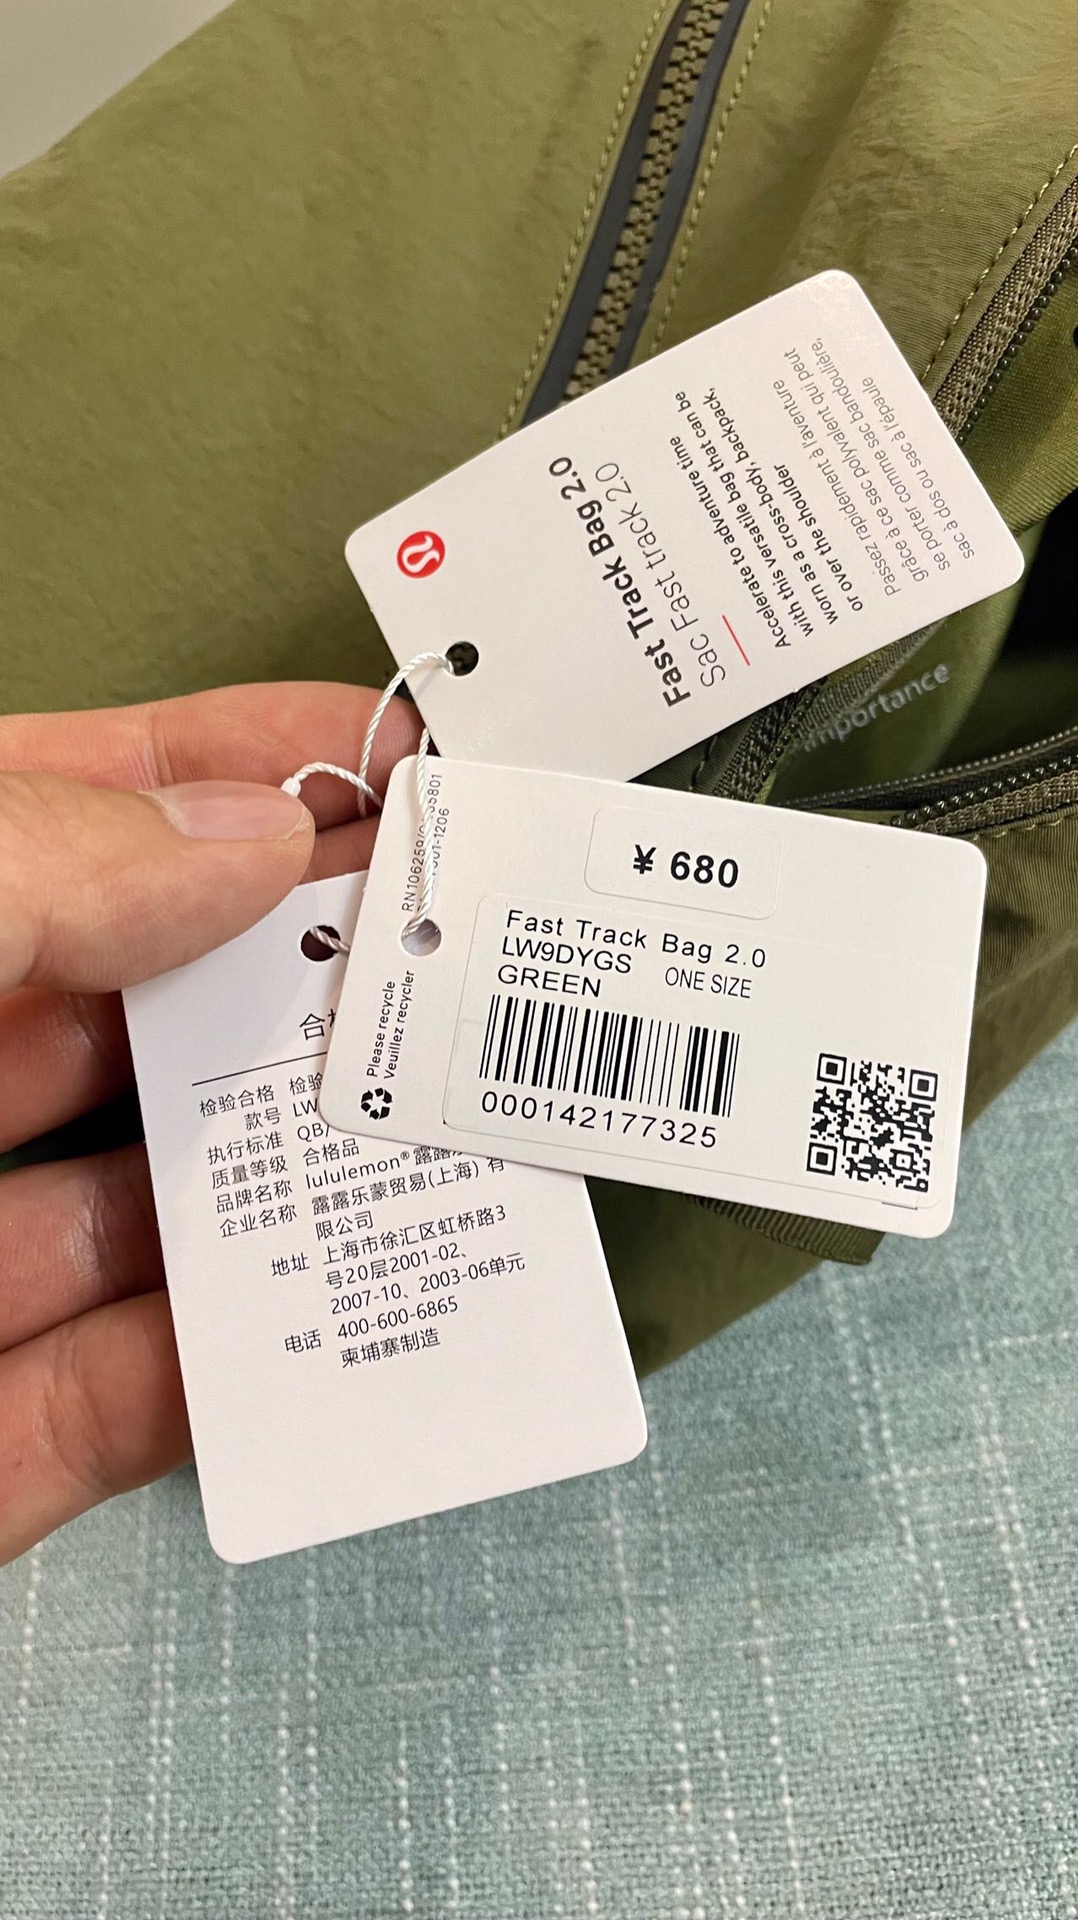 Fast Track Bag 2.0
Sac Fast track 2.0
Accelerate to adventure time
with this versatile bag that can be
worn as a cross-body, backpack,
or over the shoulder
Passez rapidement à l'aventure
grâce à ce sac polyvalent qui peut
se porter comme sac bandoulière,
sac à dos ou sac à l'épaule
importance
¥ 680
Fast Track Bag 2.0
LW9DYGS ONE SIZE
GREEN
000142177325
Please recycle
Veuillez recycler
检验合格
款号 LW
执行标准 QB/
质量等级 合格品
品牌名称 lululemon® 露露
企业名称 露露乐蒙贸易(上海) 有
限公司
地址 上海市徐汇区虹桥路3
号20层2001-02、
2007-10、2003-06单元
电话 400-600-6865
柬埔寨制造